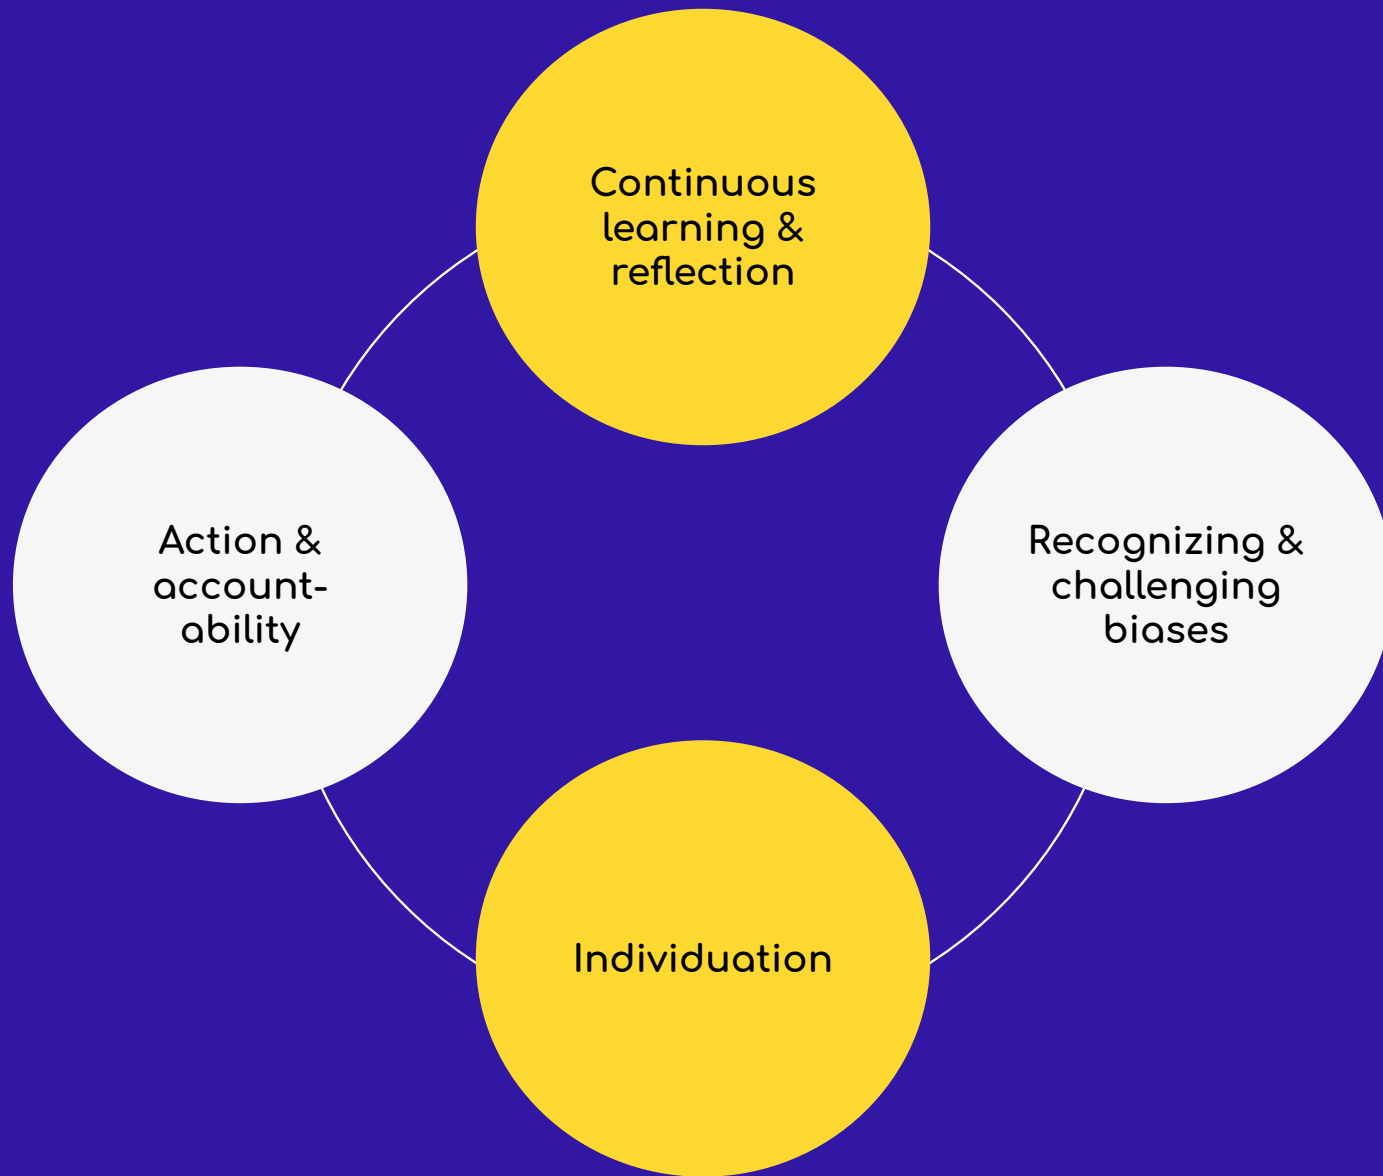 Continuous
learning &
reflection
Action &
account-
ability
Recognizing &
challenging
biases
Individuation